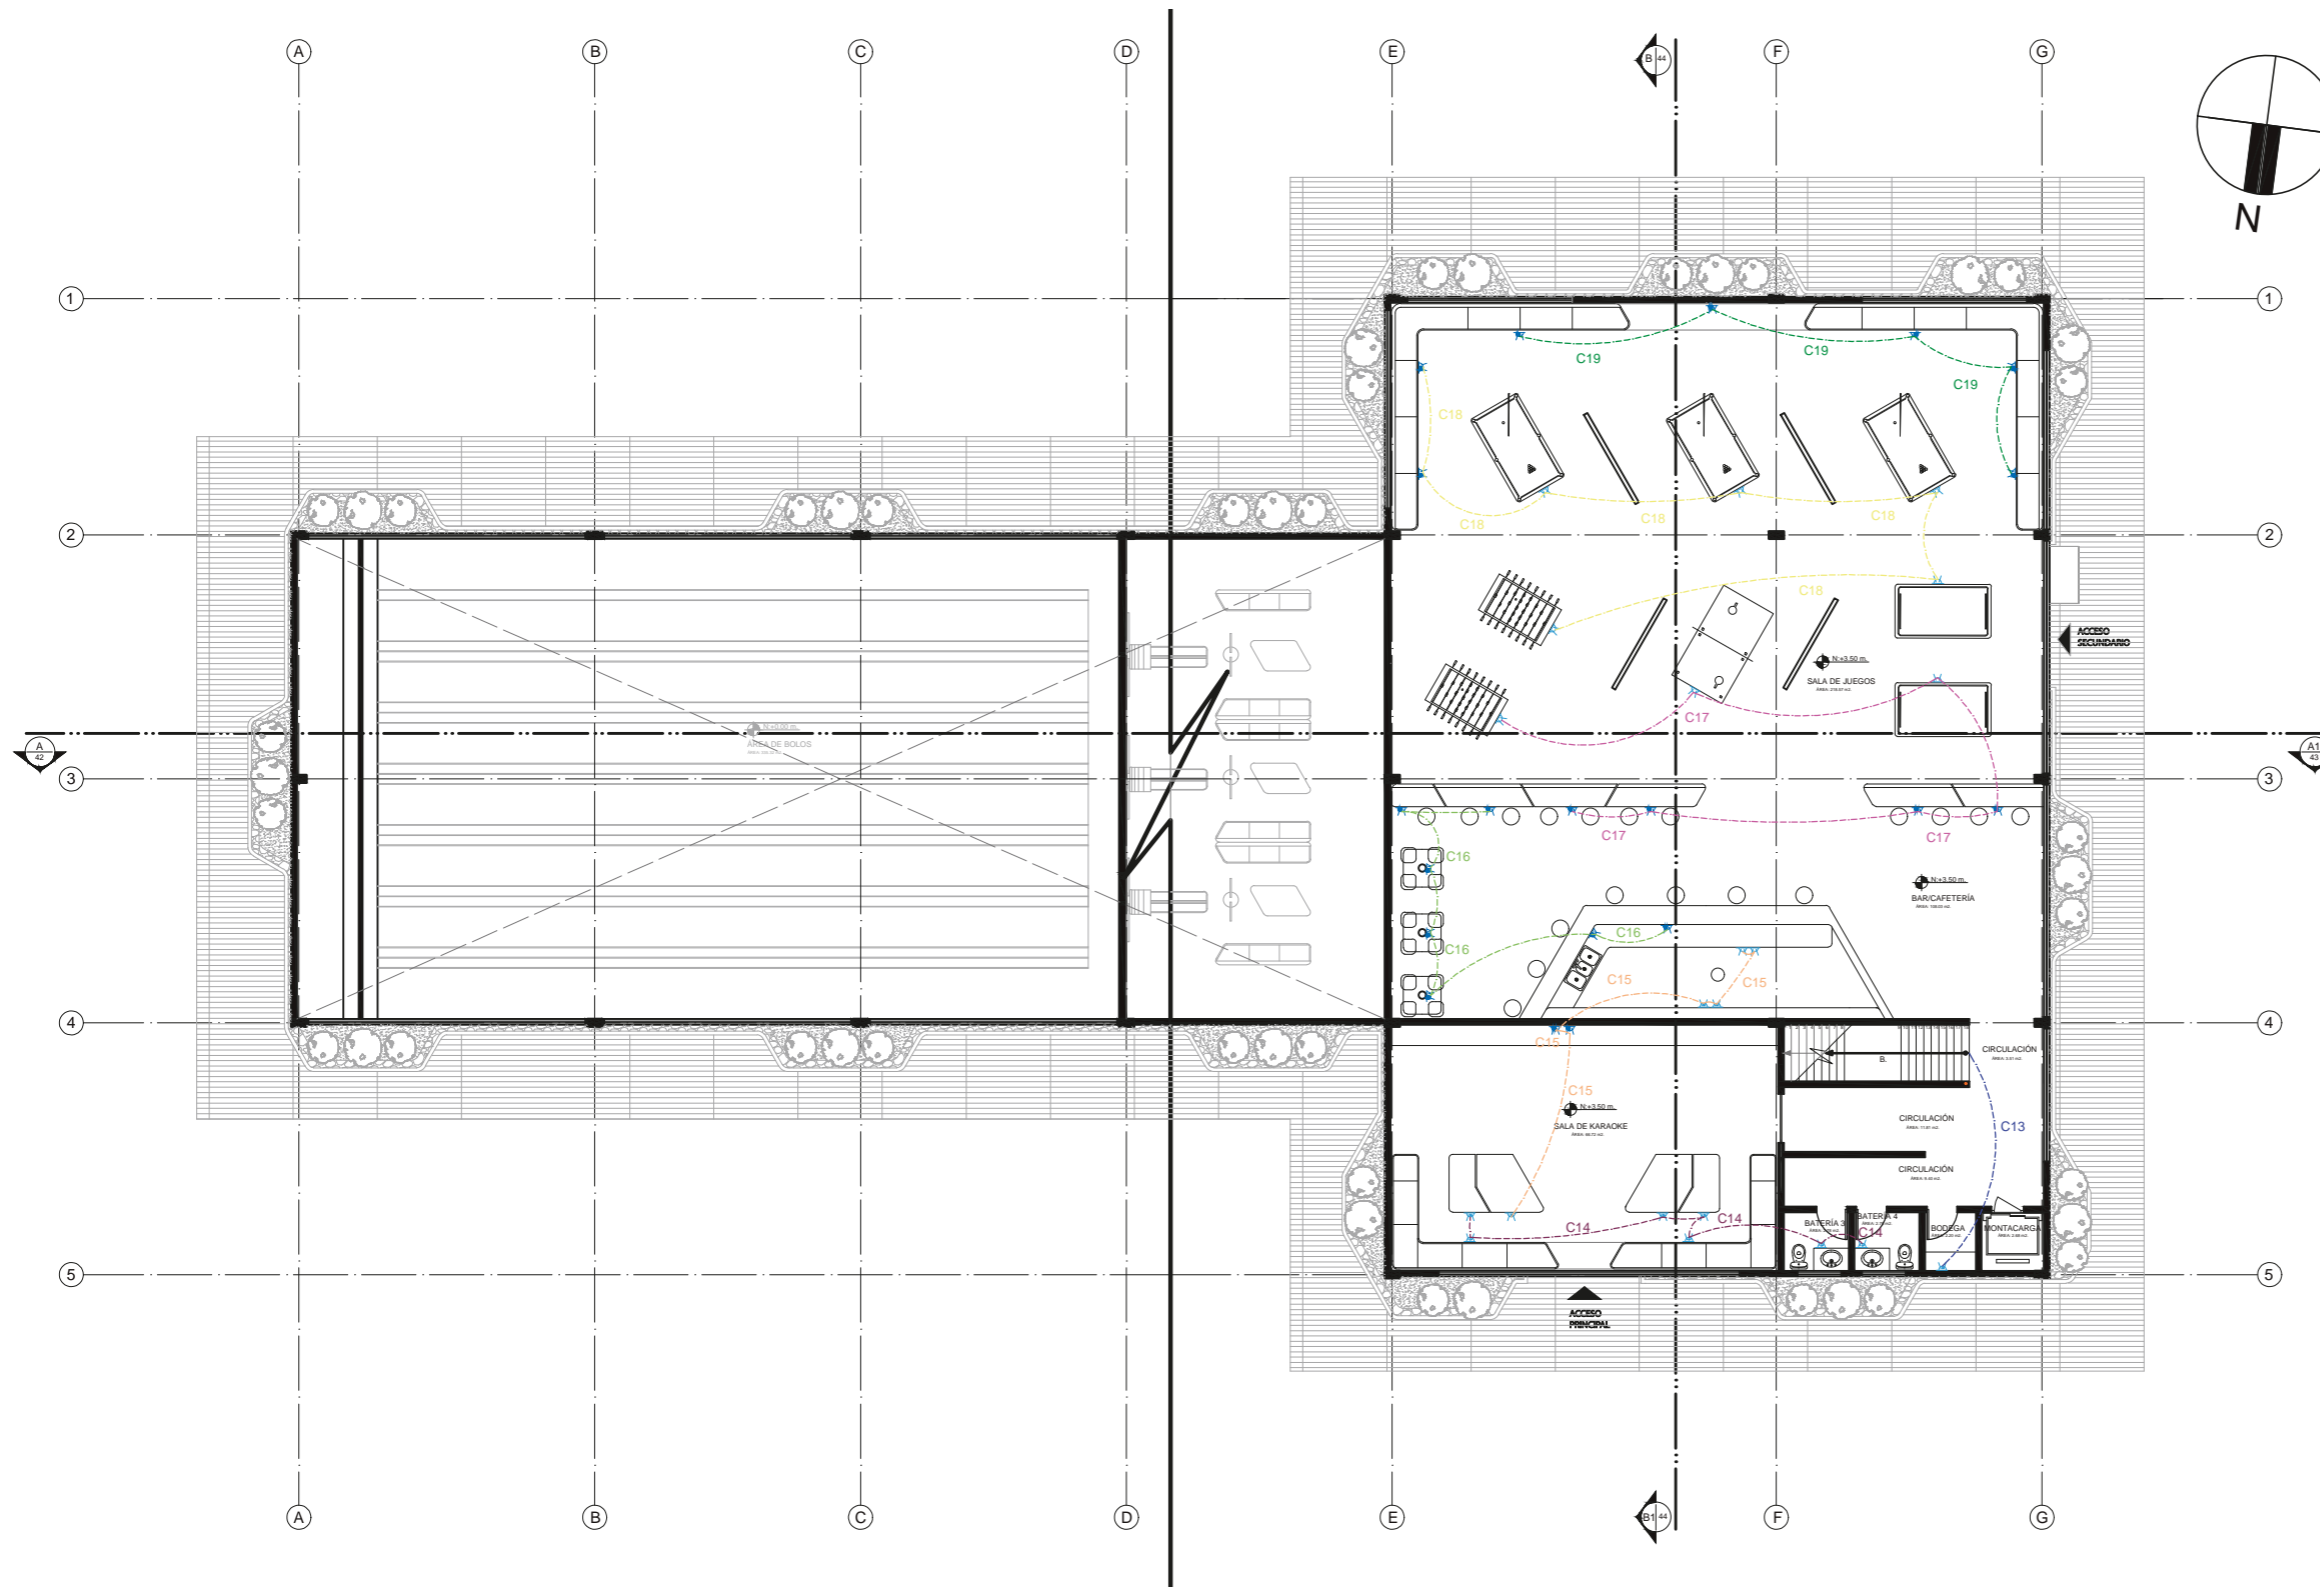 A
B
C
D
E
B 44
F
G
N
1
1
C19
C19
C19
C18
C18
C18
C18
2
2
C18
ACCESO
SECUNDARIO
N:+3.50 m.
SALA DE JUEGOS
C17
N:±0.00 m.
ÁREA DE BOLOS
A
42
A1
43
3
3
C17
C17
C16
N:+3.50 m.
BAR/CAFETERÍA
C16
C16
C15
C15
4
4
C15
B.
CIRCULACIÓN
C15
N:+3.50 m.
SALA DE KARAOKE
CIRCULACIÓN
C13
CIRCULACIÓN
C14
C14
C14
BATERÍA 3
BATERÍA 4
BODEGA
MONTACARGA
5
5
ACCESO
PRINCIPAL
A
B
C
D
E
B1 44
F
G